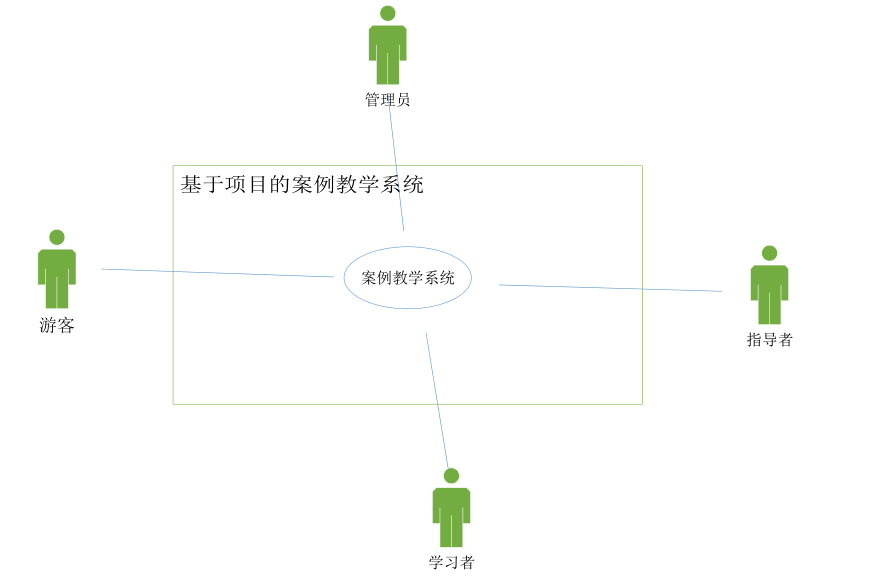 管理员
基于项目的案例教学系统
案例教学系统
游客
指导者
学习者